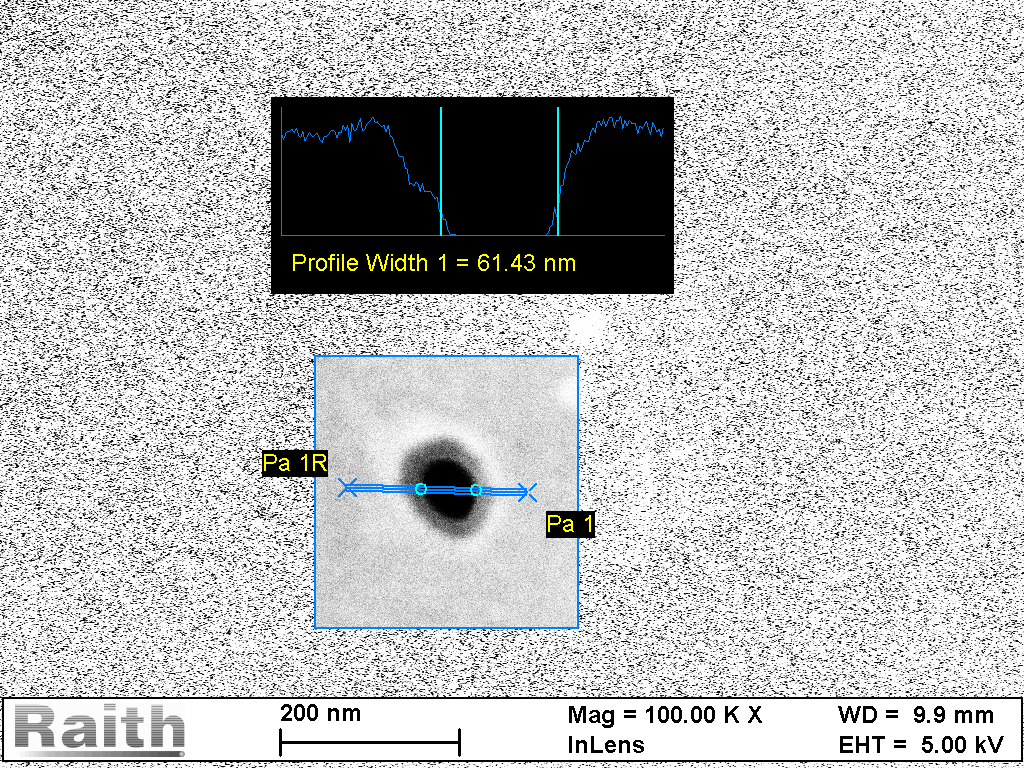 Profile Width 1 = 61.43 nm
Pa 1R
Pa 1
Raith
200 nm
Mag = 100.00 K X
WD = 9.9 mm
InLens
EHT = 5.00 kV